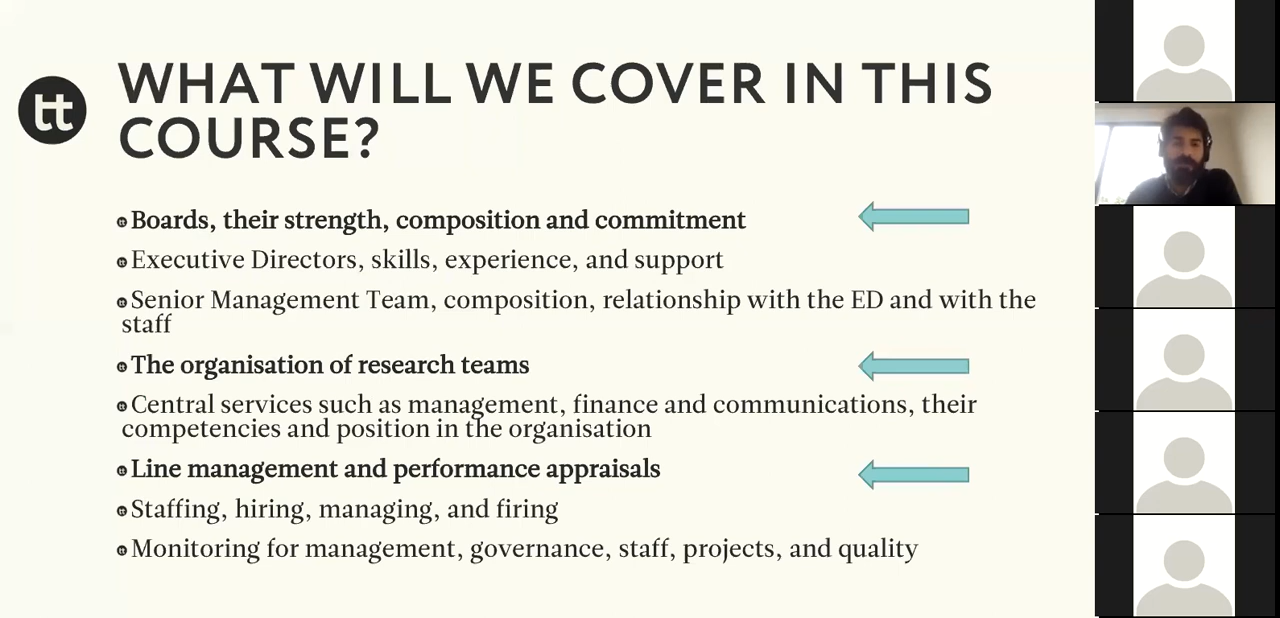 tt
WHAT WILL WE COVER IN THIS
COURSE?
Boards, their strength, composition and commitment
Executive Directors, skills, experience, and support
Senior Management Team, composition, relationship with the ED and with the
staff
The organisation of research teams
Central services such as management, finance and communications, their
competencies and position in the organisation
Line management and performance appraisals
Staffing, hiring, managing, and firing
Monitoring for management, governance, staff, projects, and quality